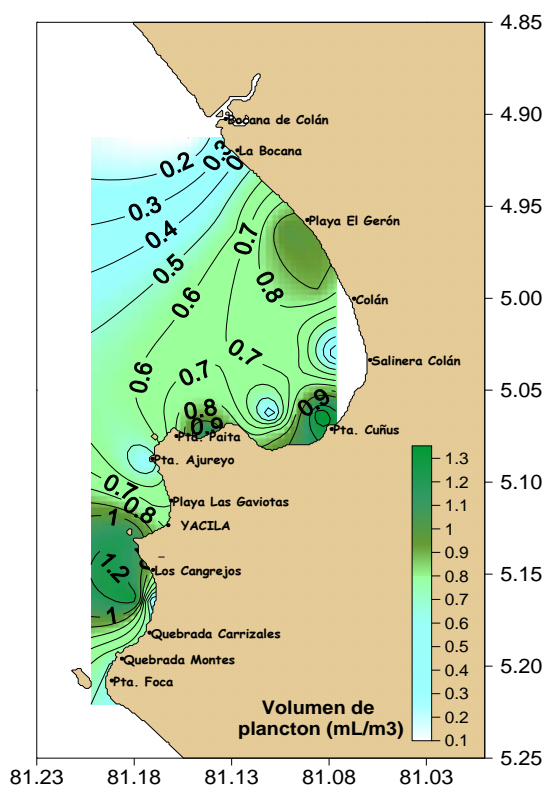 4.85
4.90
Bocana de Colán
La Bocana
0.3
0.2
0.3
4.95
Playa El Gerón
0.4
0.7
0.5
0.8
5.00
Colán
0.6
0.7
0.7
Salinera Colán
0.6
5.05
0.8
0.9
0.9
Pta. Cuñus
Pta. Paita
Pta. Ajureyo
1.3
0.7
5.10
1.2
Playa Las Gaviotas
0.8
1.1
1
YACILA
1
0.9
1.2
Los Cangrejos
5.15
0.8
0.7
1
0.6
Quebrada Carrizales
0.5
Quebrada Montes
5.20
0.4
Pta. Foca
0.3
Volumen de
0.2
plancton (mL/m3)
0.1
5.25
81.23 81.18 81.13 81.08 81.03